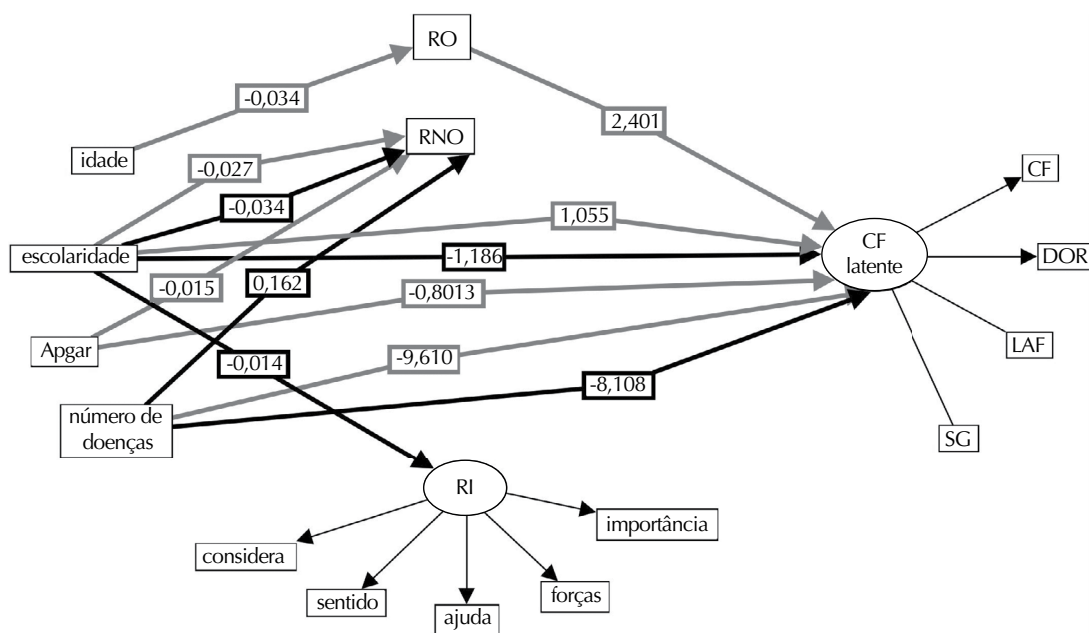 RO
-0,034
2,401
RNO
idade
-0,027
CF
-0,034
1,055
CF
latente
escolaridade
-1,186
DOR
-0,015
0,162
-0,8013
Apgar
LAF
-0,014
-9,610
-8,108
número de
doenças
SG
RI
importância
considera
forças
sentido
ajuda